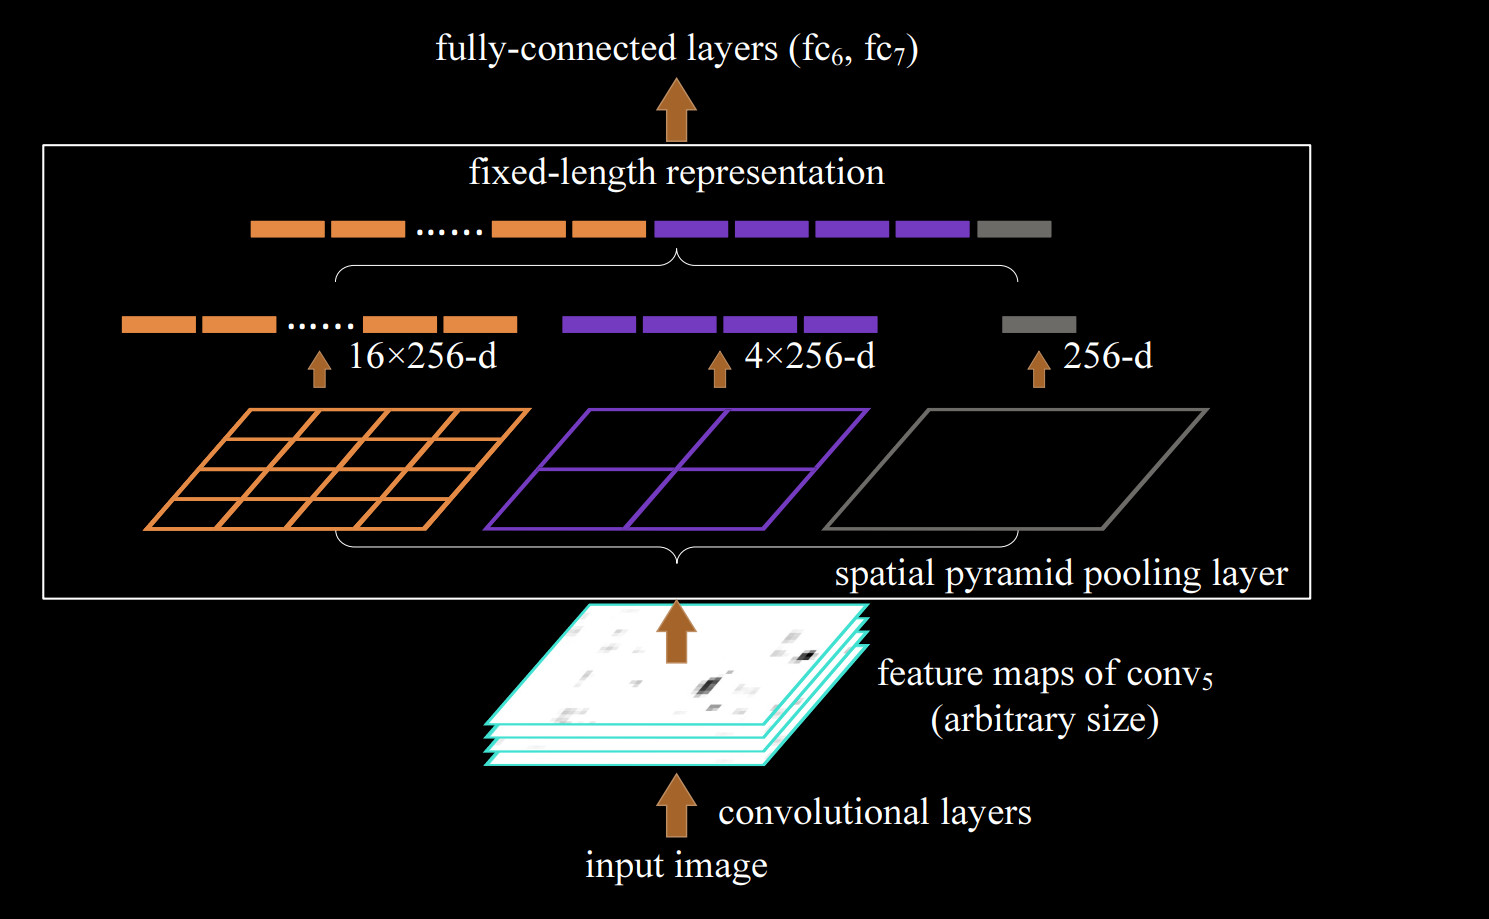 fully-connected layers (fc₆, fc₇)
fixed-length representation
......
......
16×256-d
4×256-d
256-d
spatial pyramid pooling layer
feature maps of conv₅
(arbitrary size)
convolutional layers
input image